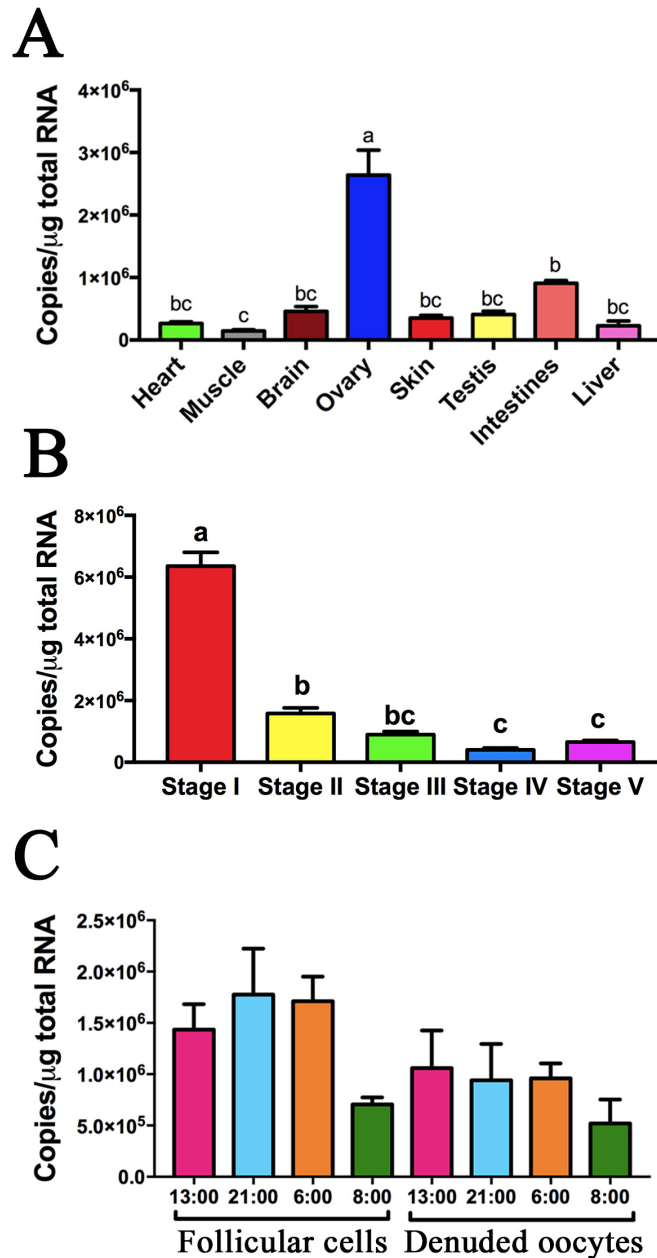 A
Copies/μg total RNA
4×10⁶
3×10⁶
2×10⁶
1×10⁶
0
bc
c
bc
a
bc
bc
b
bc
Heart
Muscle
Brain
Ovary
Skin
Testis
Intestines
Liver
B
Copies/μg total RNA
8×10⁶
6×10⁶
4×10⁶
2×10⁶
0
a
b
bc
c
c
Stage I Stage II Stage III Stage IV Stage V
C
Copies/μg total RNA
2.5×10⁶
2.0×10⁶
1.5×10⁶
1.0×10⁶
5.0×10⁵
0.0
13:00 21:00 6:00 8:00 13:00 21:00 6:00 8:00
Follicular cells Denuded oocytes